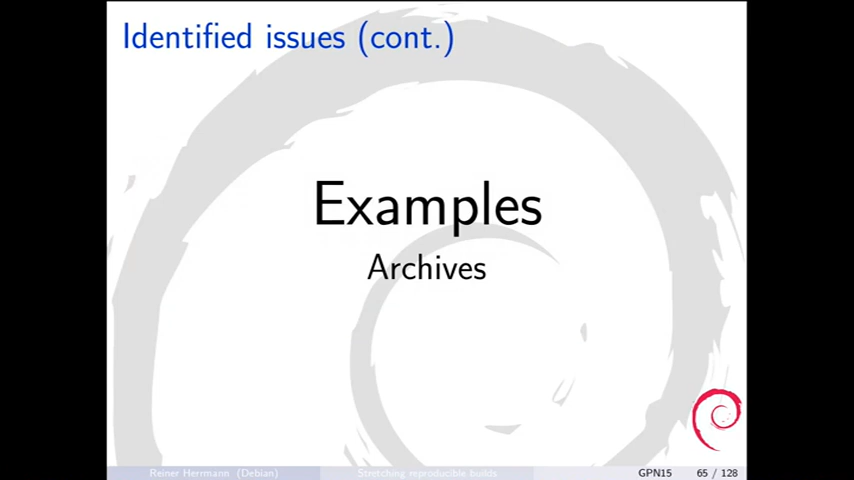 Identified issues (cont.)
Examples
Archives
Reiner Herrmann (Debian)
Stretching reproducible builds
GPN15
65 / 128